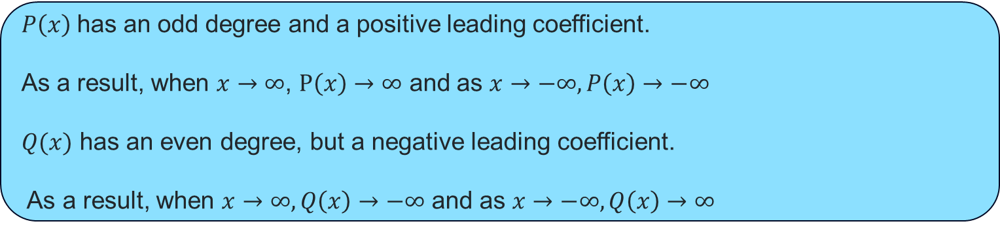 P(x) has an odd degree and a positive leading coefficient.
As a result, when x → ∞, P(x) → ∞ and as x → −∞, P(x) → −∞
Q(x) has an even degree, but a negative leading coefficient.
As a result, when x → ∞, Q(x) → −∞ and as x → −∞, Q(x) → ∞